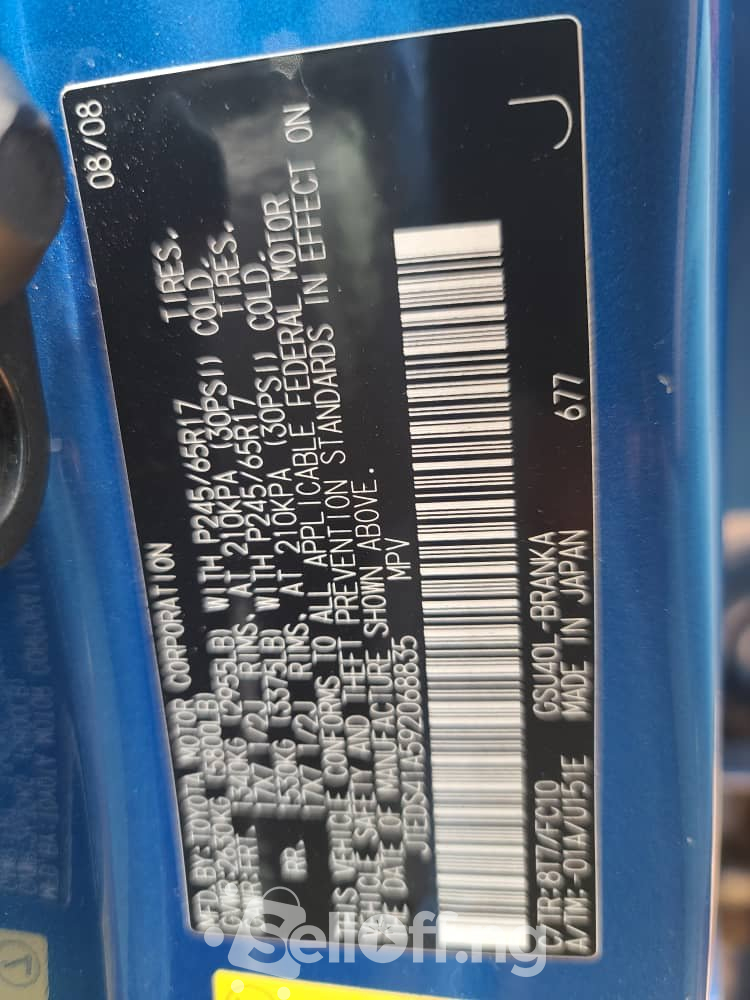 MFD BY:TOYOTA MOTOR CORPORATION 08/08
GVWR:2630KG (5800LB)
GAWR:FRT 1340KG (2955LB) WITH P245/65R17 TIRES.
17X7 1/2J RIMS. AT 210KPA (30PSI) COLD.
RR. 1530KG (3375LB) WITH P245/65R17 TIRES.
17X7 1/2J RIMS. AT 210KPA (30PSI) COLD.
THIS VEHICLE CONFORMS TO ALL APPLICABLE FEDERAL MOTOR
VEHICLE SAFETY AND THEFT PREVENTION STANDARDS IN EFFECT ON
THE DATE OF MANUFACTURE SHOWN ABOVE.
JTEDS41A592068835 MPV
C/TR:8T7/FC10 GSU40L-BRANKA 677
A/TM:-01A/U151E MADE IN JAPAN J
Selloff.ng